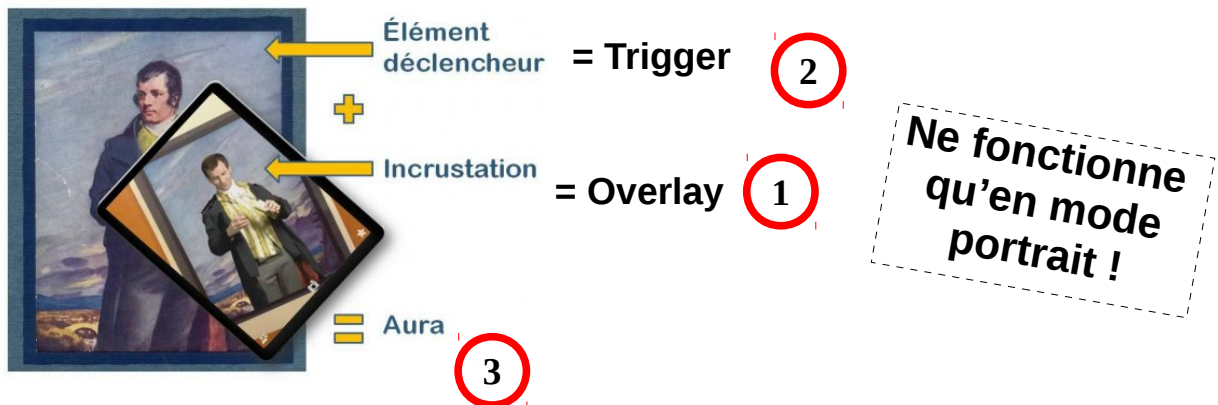 Élément
déclencheur
= Trigger
2
Incrustation
= Overlay
1
Ne fonctionne
qu’en mode
portrait !
Aura
3